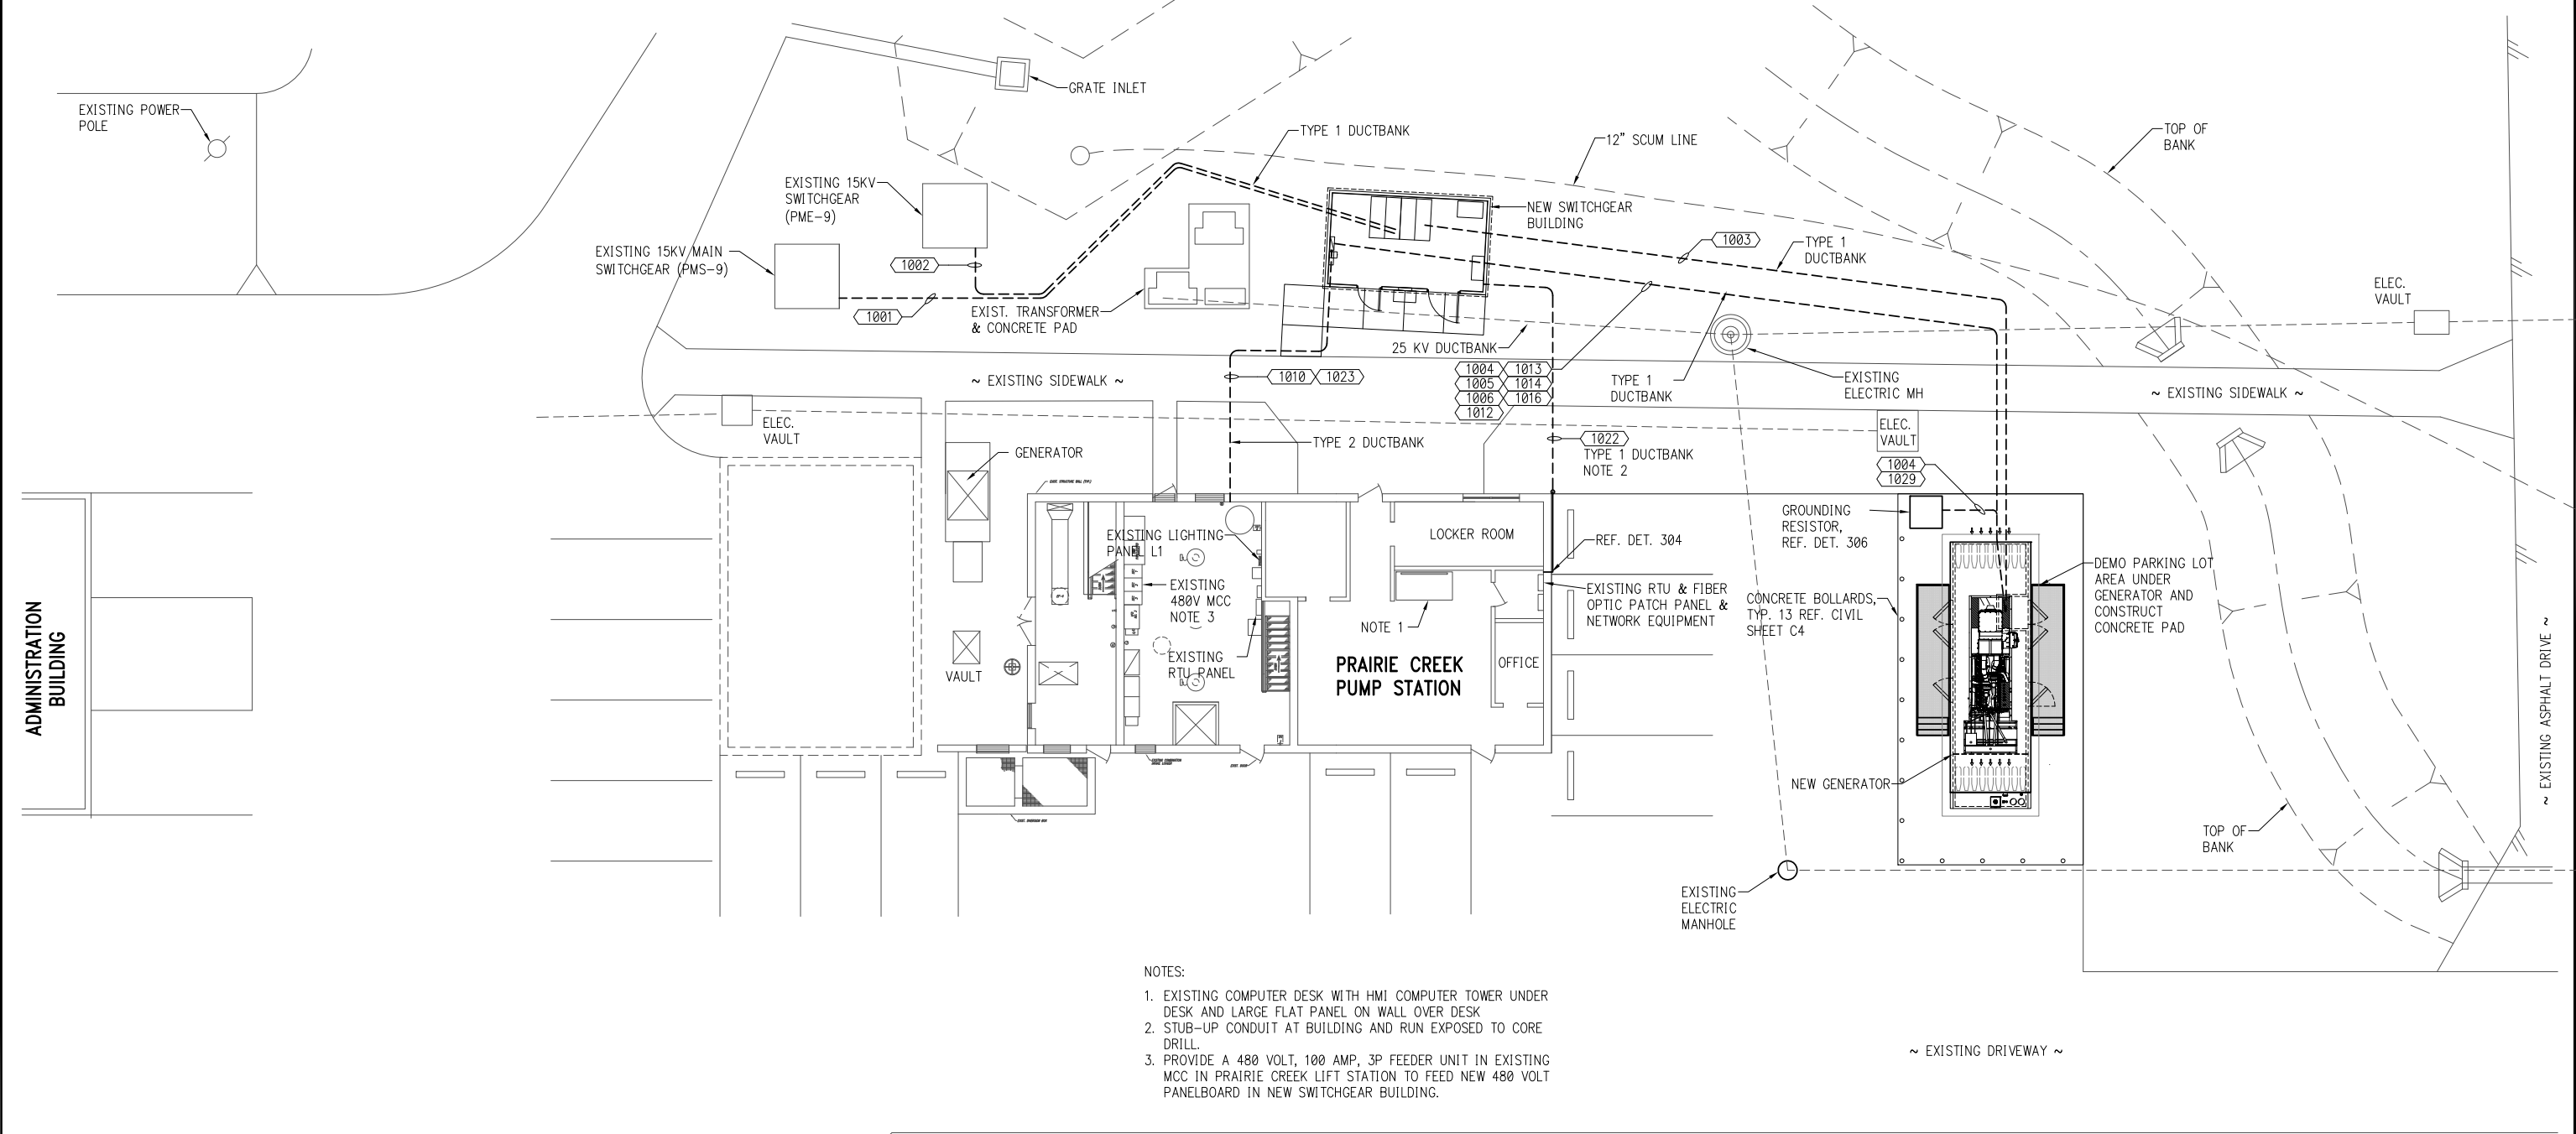 EXISTING POWER
POLE
GRATE INLET
TYPE 1 DUCTBANK
12" SCUM LINE
TOP OF
BANK
EXISTING 15KV
SWITCHGEAR
(PME-9)
NEW SWITCHGEAR
BUILDING
EXISTING 15KV MAIN
SWITCHGEAR (PMS-9)
1002
1003
TYPE 1
DUCTBANK
ELEC.
VAULT
1001
EXIST. TRANSFORMER
& CONCRETE PAD
25 KV DUCTBANK
~ EXISTING SIDEWALK ~
1010 1023
1004 1013
1005 1014
1006 1016
1012
TYPE 1
DUCTBANK
EXISTING
ELECTRIC MH
~ EXISTING SIDEWALK ~
ELEC.
VAULT
ELEC.
VAULT
TYPE 2 DUCTBANK
1022
TYPE 1 DUCTBANK
NOTE 2
GENERATOR
1004
1029
GROUNDING
RESISTOR,
REF. DET. 306
EXISTING LIGHTING
PANEL L1
LOCKER ROOM
REF. DET. 304
DEMO PARKING LOT
AREA UNDER
GENERATOR AND
CONSTRUCT
CONCRETE PAD
EXISTING
480V MCC
NOTE 3
EXISTING RTU & FIBER
OPTIC PATCH PANEL &
NETWORK EQUIPMENT
CONCRETE BOLLARDS,
TYP. 13 REF. CIVIL
SHEET C4
NOTE 1
ADMINISTRATION
BUILDING
VAULT
EXISTING
RTU PANEL
PRAIRIE CREEK
PUMP STATION
OFFICE
~ EXISTING ASPHALT DRIVE ~
NEW GENERATOR
TOP OF
BANK
EXISTING
ELECTRIC
MANHOLE
NOTES:
1. EXISTING COMPUTER DESK WITH HMI COMPUTER TOWER UNDER
DESK AND LARGE FLAT PANEL ON WALL OVER DESK
2. STUB-UP CONDUIT AT BUILDING AND RUN EXPOSED TO CORE
DRILL.
3. PROVIDE A 480 VOLT, 100 AMP, 3P FEEDER UNIT IN EXISTING
MCC IN PRAIRIE CREEK LIFT STATION TO FEED NEW 480 VOLT
PANELBOARD IN NEW SWITCHGEAR BUILDING.
~ EXISTING DRIVEWAY ~